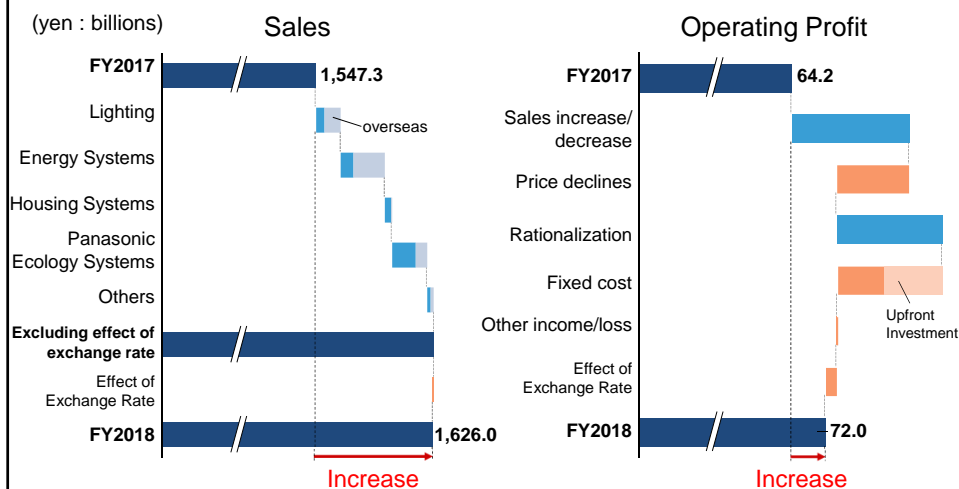 (yen : billions)
Sales
FY2017
1,547.3
Lighting
overseas
Energy Systems
Housing Systems
Panasonic
Ecology Systems
Others
Excluding effect of
exchange rate
Effect of
Exchange Rate
FY2018
1,626.0
Increase
Operating Profit
FY2017
64.2
Sales increase/
decrease
Price declines
Rationalization
Fixed cost
Upfront
Investment
Other income/loss
Effect of
Exchange Rate
FY2018
72.0
Increase